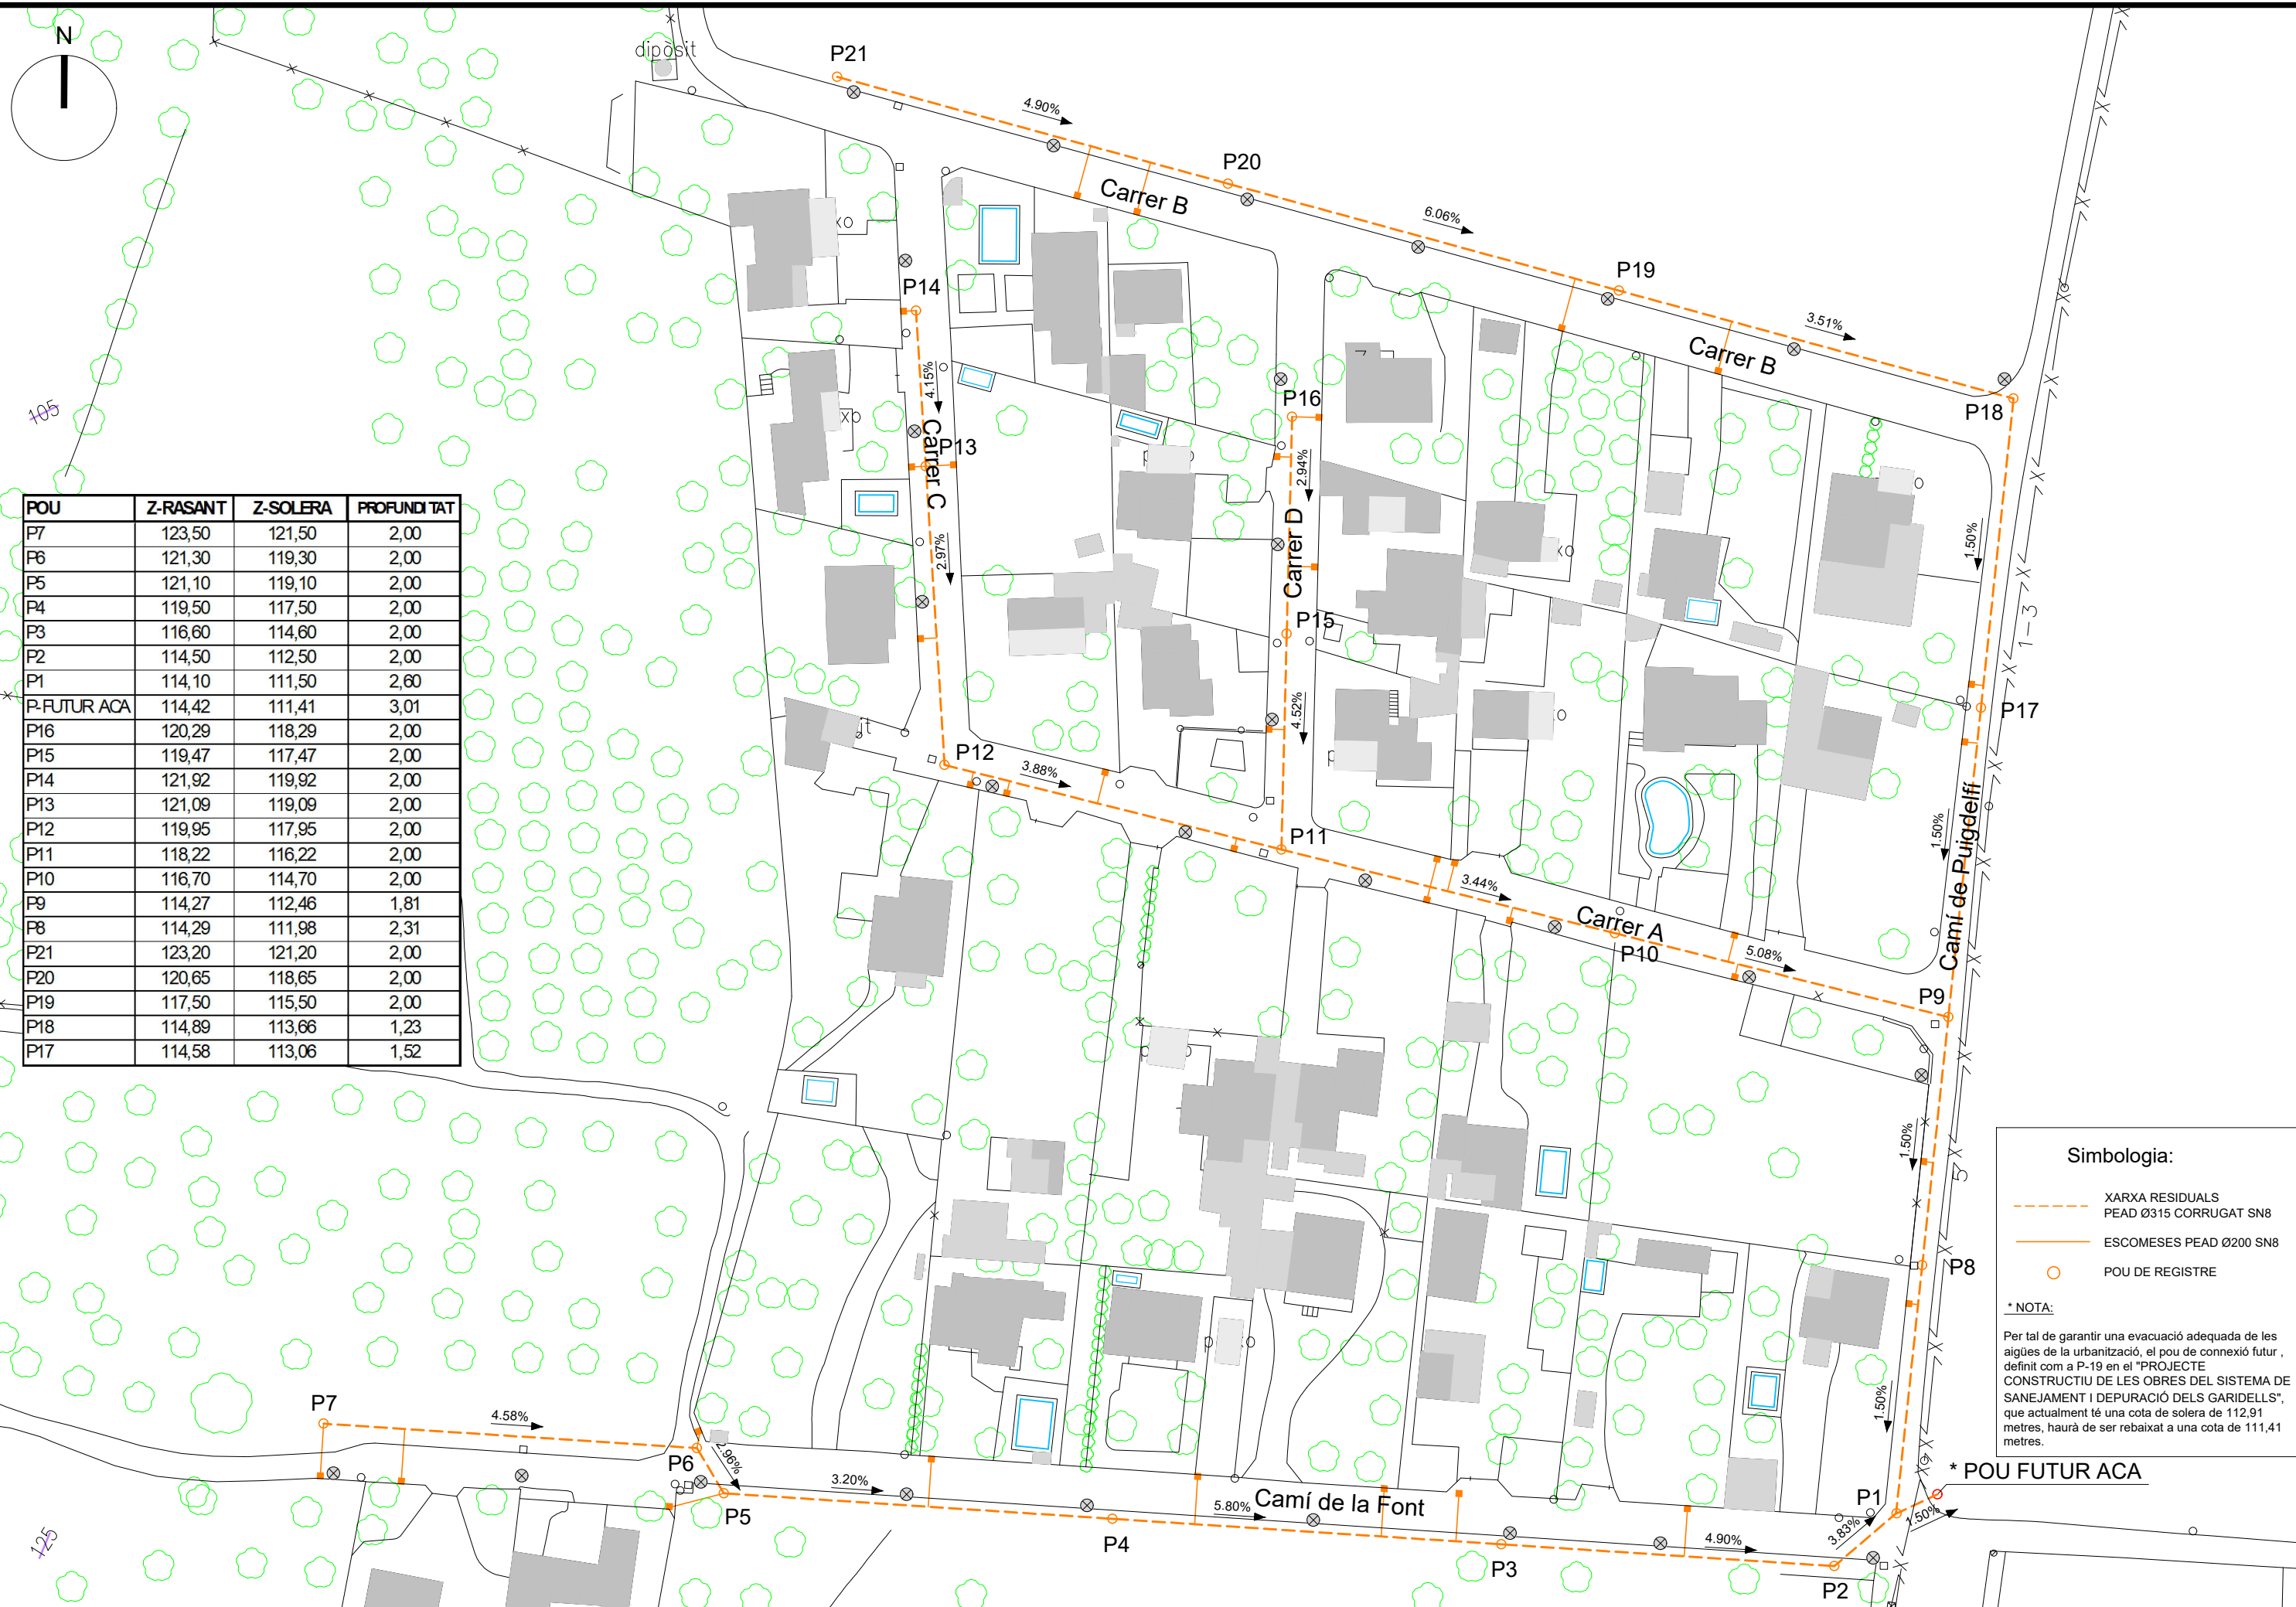 N
dipòsit
P21
4.90%
P20
Carrer B
6.06%
P19
3.51%
Carrer B
P18
P14
4.15%
Carrer C
P13
2.97%
P16
2.94%
Carrer D
P15
4.52%
1.50%
P17
1.50%
Camí de Puigdelfí
105
POU Z-RASANT Z-SOLERA PROFUNDITAT
P7 123,50 121,50 2,00
P6 121,30 119,30 2,00
P5 121,10 119,10 2,00
P4 119,50 117,50 2,00
P3 116,60 114,60 2,00
P2 114,50 112,50 2,00
P1 114,10 111,50 2,60
P-FUTUR ACA 114,42 111,41 3,01
P16 120,29 118,29 2,00
P15 119,47 117,47 2,00
P14 121,92 119,92 2,00
P13 121,09 119,09 2,00
P12 119,95 117,95 2,00
P11 118,22 116,22 2,00
P10 116,70 114,70 2,00
P9 114,27 112,46 1,81
P8 114,29 111,98 2,31
P21 123,20 121,20 2,00
P20 120,65 118,65 2,00
P19 117,50 115,50 2,00
P18 114,89 113,66 1,23
P17 114,58 113,06 1,52
P12
3.88%
P11
3.44%
Carrer A
P10
5.08%
P9
1.50%
P8
1.50%
P7
4.58%
P6
2.96%
P5
3.20%
P4
5.80%
Camí de la Font
P3
4.90%
P2
3.83%
P1
1.50%
* POU FUTUR ACA
125
Simbologia:
XARXA RESIDUALS
PEAD Ø315 CORRUGAT SN8
ESCOMESES PEAD Ø200 SN8
POU DE REGISTRE
* NOTA:
Per tal de garantir una evacuació adequada de les
aigües de la urbanització, el pou de connexió futur ,
definit com a P-19 en el "PROJECTE
CONSTRUCTIU DE LES OBRES DEL SISTEMA DE
SANEJAMENT I DEPURACIÓ DELS GARIDELLS",
que actualment té una cota de solera de 112,91
metres, haurà de ser rebaixat a una cota de 111,41
metres.